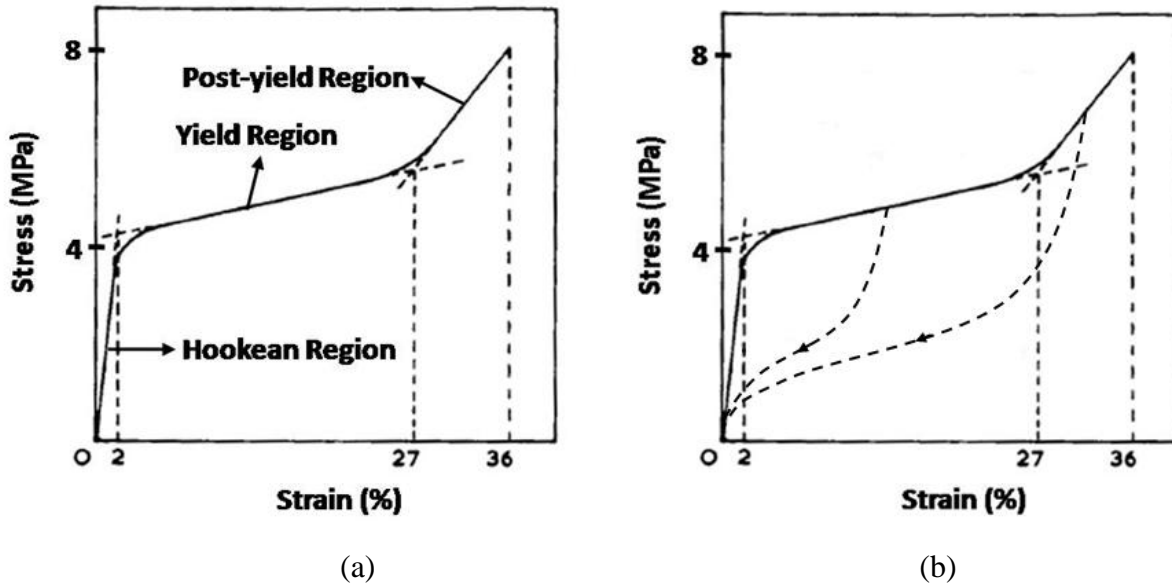 8
Post-yield Region
Yield Region
4
Hookean Region
Stress (MPa)
O 2 27 36
Strain (%)
(a)
8
4
Stress (MPa)
O 2 27 36
Strain (%)
(b)